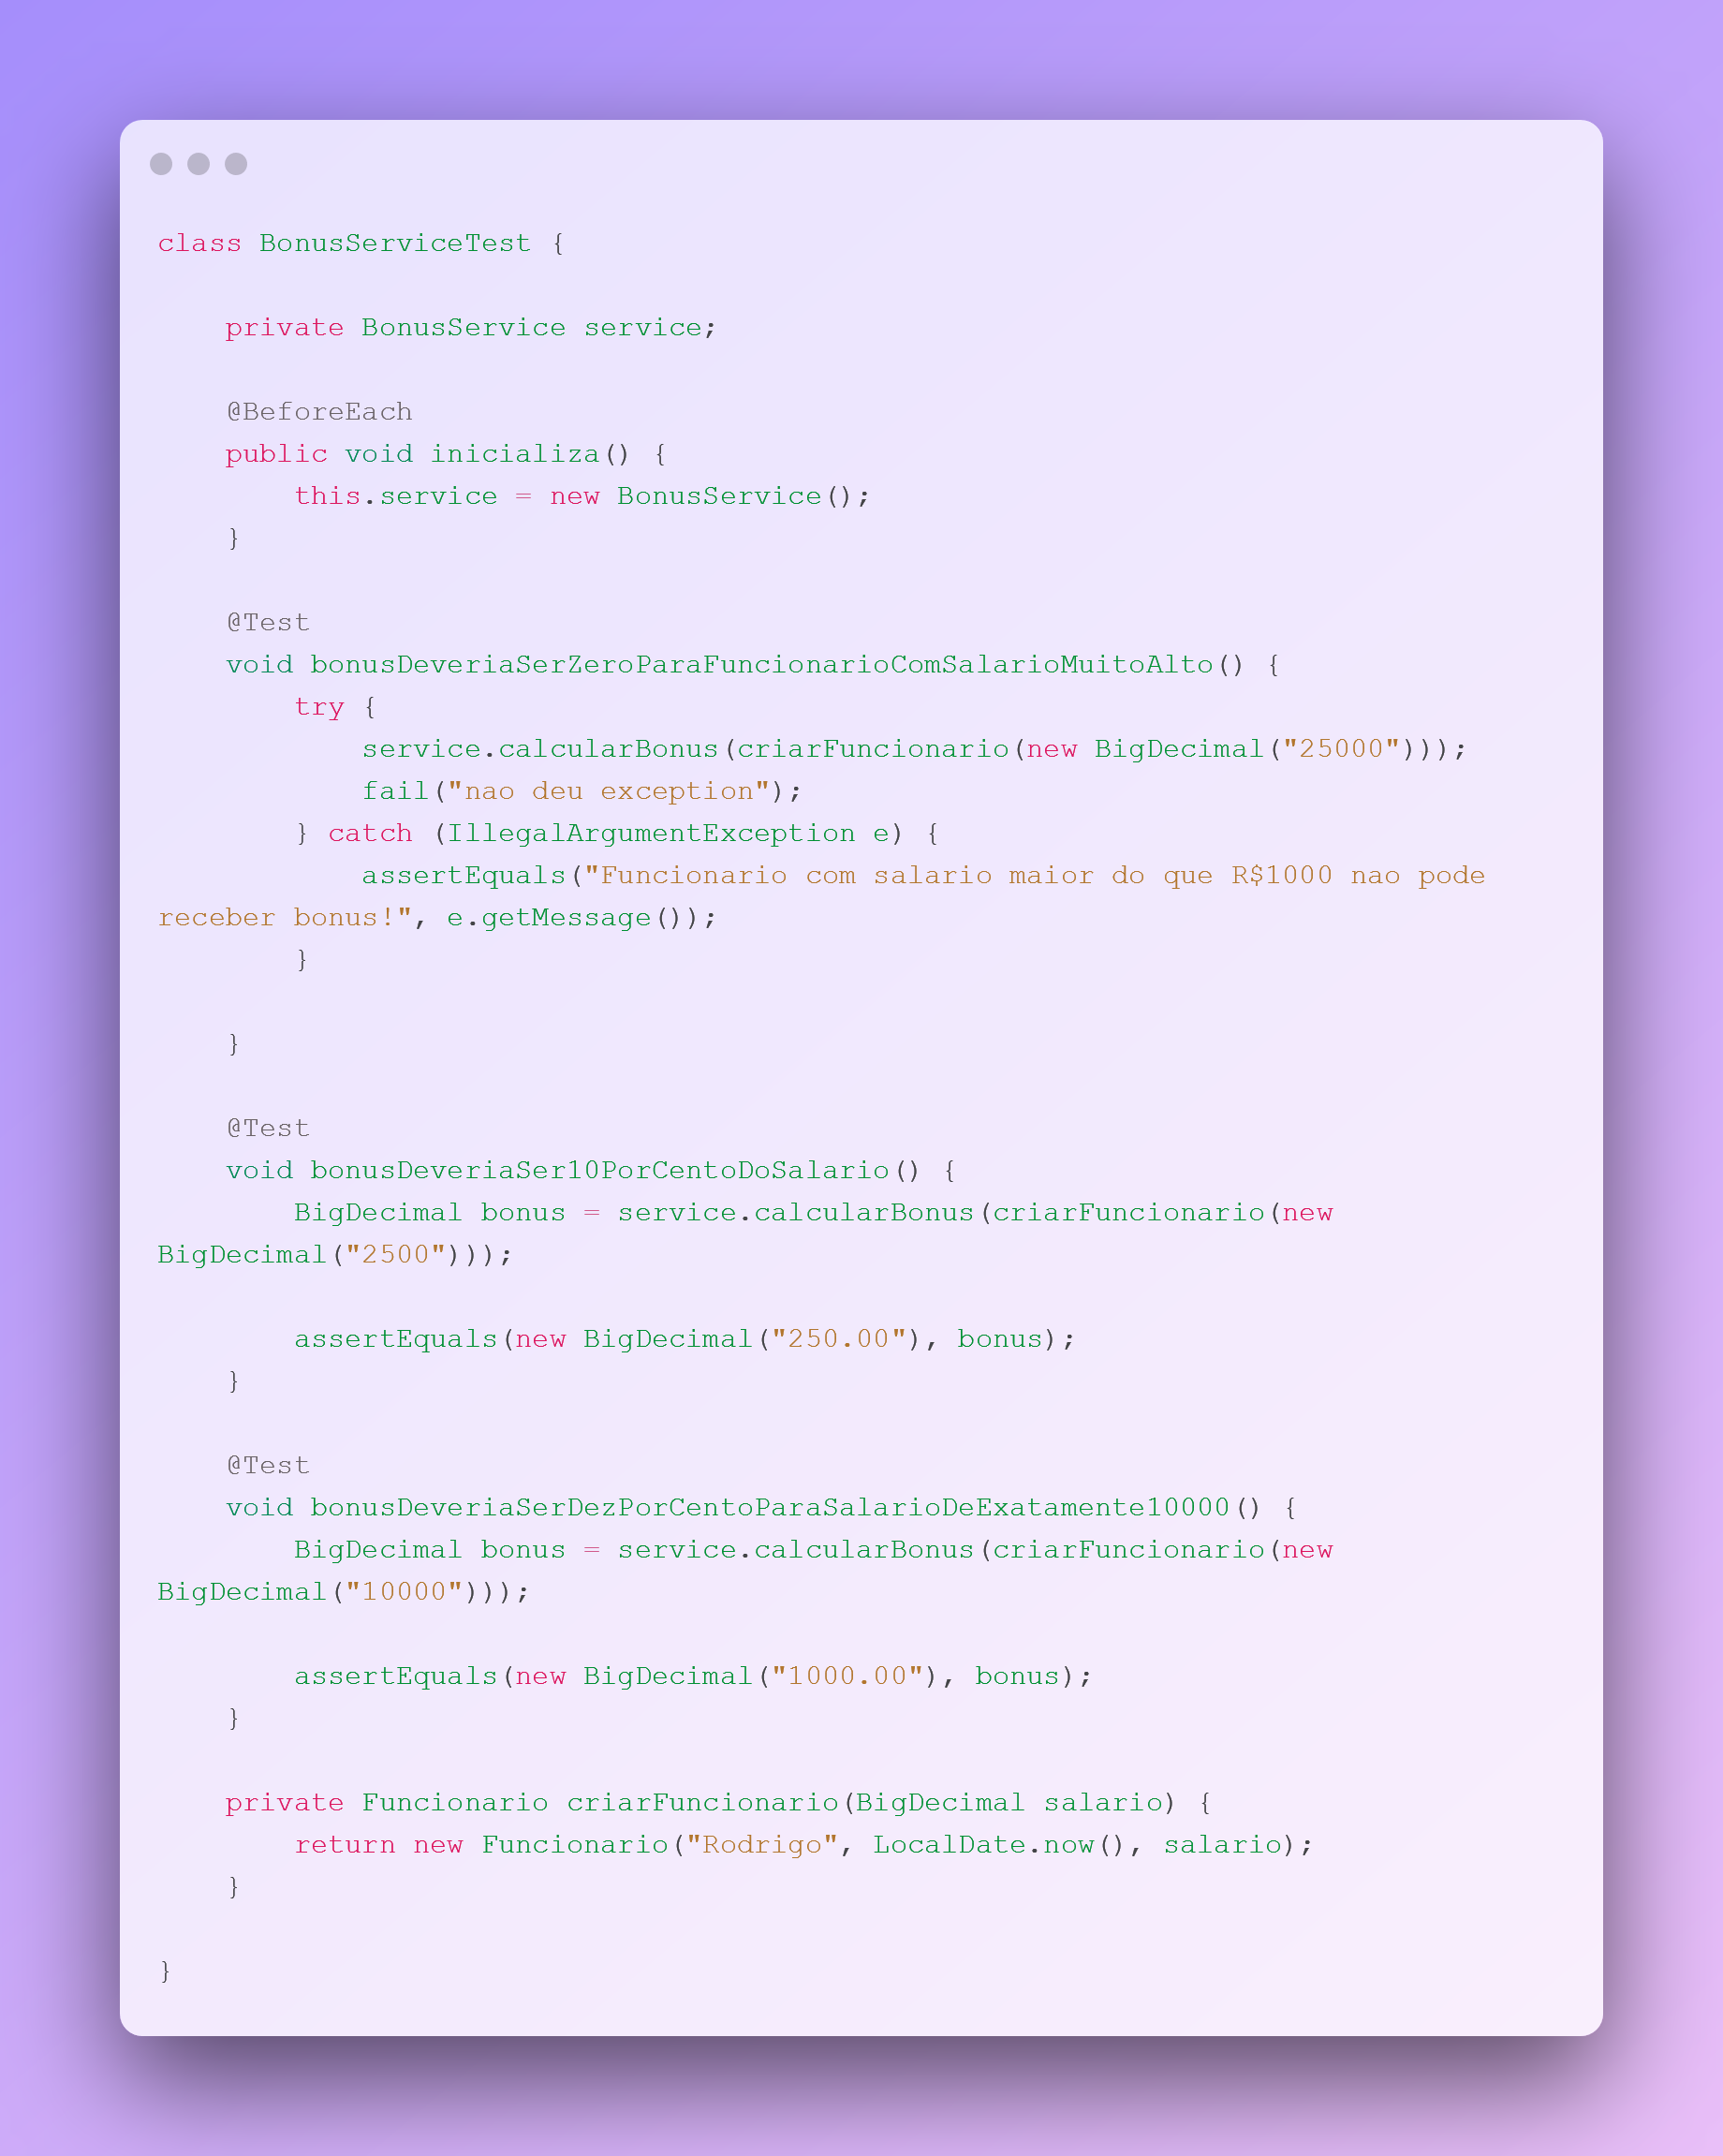 class BonusServiceTest {
private BonusService service;
@BeforeEach
public void inicializa() {
this.service = new BonusService();
}
@Test
void bonusDeveriaSerZeroParaFuncionarioComSalarioMuitoAlto() {
try {
service.calcularBonus(criarFuncionario(new BigDecimal("25000")));
fail("nao deu exception");
} catch (IllegalArgumentException e) {
assertEquals("Funcionario com salario maior do que R$1000 nao pode
receber bonus!", e.getMessage());
}
}
@Test
void bonusDeveriaSer10PorCentoDoSalario() {
BigDecimal bonus = service.calcularBonus(criarFuncionario(new
BigDecimal("2500")));
assertEquals(new BigDecimal("250.00"), bonus);
}
@Test
void bonusDeveriaSerDezPorCentoParaSalarioDeExatamente10000() {
BigDecimal bonus = service.calcularBonus(criarFuncionario(new
BigDecimal("10000")));
assertEquals(new BigDecimal("1000.00"), bonus);
}
private Funcionario criarFuncionario(BigDecimal salario) {
return new Funcionario("Rodrigo", LocalDate.now(), salario);
}
}